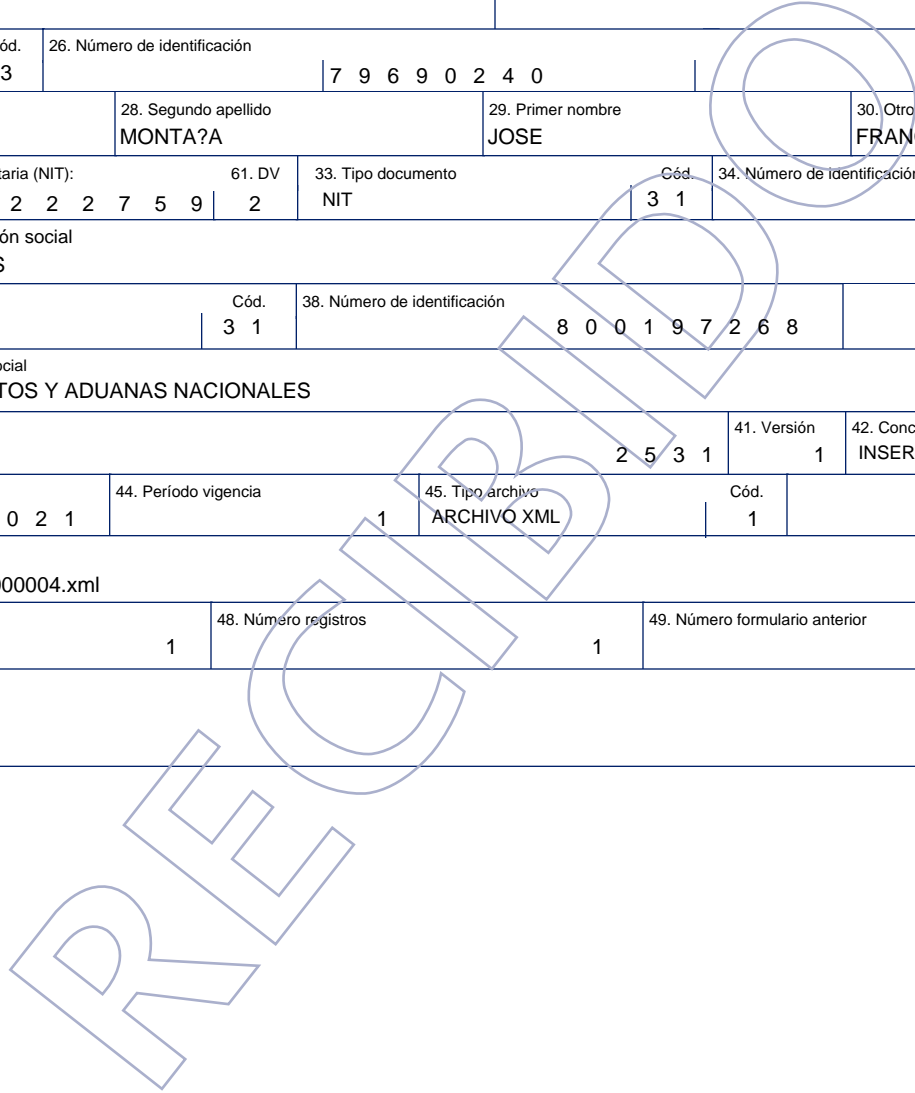 ód. 26. Número de identificación
3 7 9 6 9 0 2 4 0
28. Segundo apellido 29. Primer nombre 30. Otro
MONTA?A JOSE FRAN
taria (NIT): 61. DV 33. Tipo documento Cód. 34. Número de identificación
2 2 2 7 5 9 2 NIT 3 1
ón social
S
Cód. 38. Número de identificación
3 1 8 0 0 1 9 7 2 6 8
ocial
TOS Y ADUANAS NACIONALES
41. Versión 42. Conc
2 5 3 1 1 INSER
44. Período vigencia 45. Tipo archivo Cód.
0 2 1 1 ARCHIVO XML 1
000004.xml
48. Número registros 49. Número formulario anterior
1 1
RECIBIDO